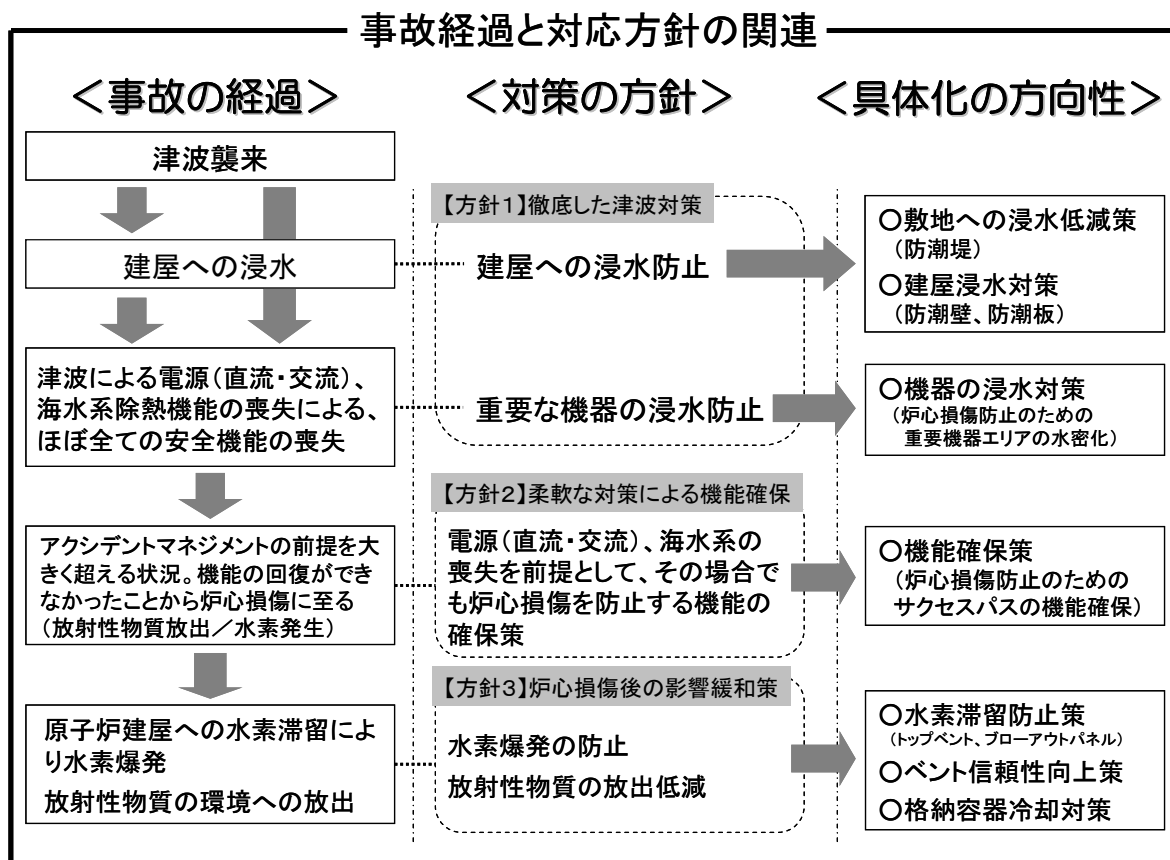 事故経過と対応方針の関連
＜事故の経過＞
＜対策の方針＞
＜具体化の方向性＞
津波襲来
建屋への浸水
津波による電源（直流・交流）、
海水系除熱機能の喪失による、
ほぼ全ての安全機能の喪失
アクシデントマネジメントの前提を大
きく超える状況。機能の回復ができ
なかったことから炉心損傷に至る
（放射性物質放出／水素発生）
原子炉建屋への水素滞留によ
り水素爆発
放射性物質の環境への放出
【方針１】徹底した津波対策
建屋への浸水防止
重要な機器の浸水防止
【方針２】柔軟な対策による機能確保
電源（直流・交流）、海水系の
喪失を前提として、その場合で
も炉心損傷を防止する機能の
確保策
【方針３】炉心損傷後の影響緩和策
水素爆発の防止
放射性物質の放出低減
○敷地への浸水低減策
（防潮堤）
○建屋浸水対策
（防潮壁、防潮板）
○機器の浸水対策
（炉心損傷防止のための
重要機器エリアの水密化）
○機能確保策
（炉心損傷防止のための
サクセスパスの機能確保）
○水素滞留防止策
（トップベント、ブローアウトパネル）
○ベント信頼性向上策
○格納容器冷却対策